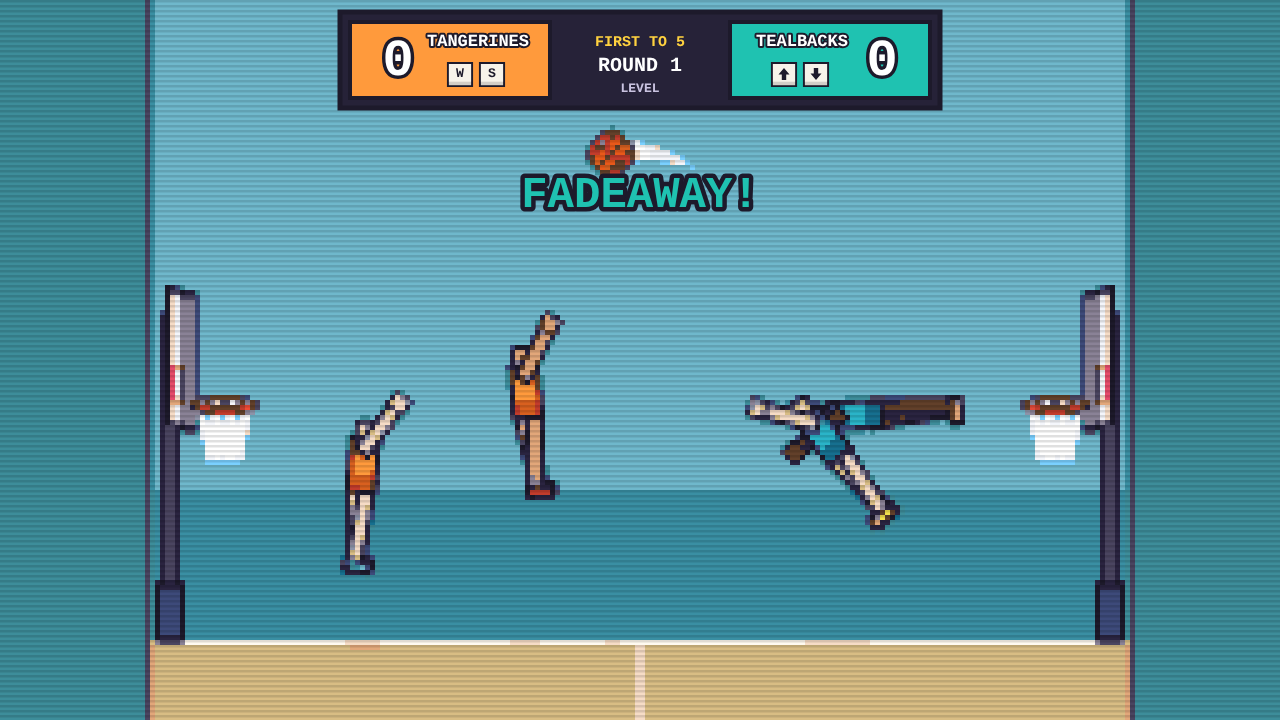 0 TANGERINES
W S
FIRST TO 5
ROUND 1
LEVEL
TEALBACKS 0
FADEAWAY!